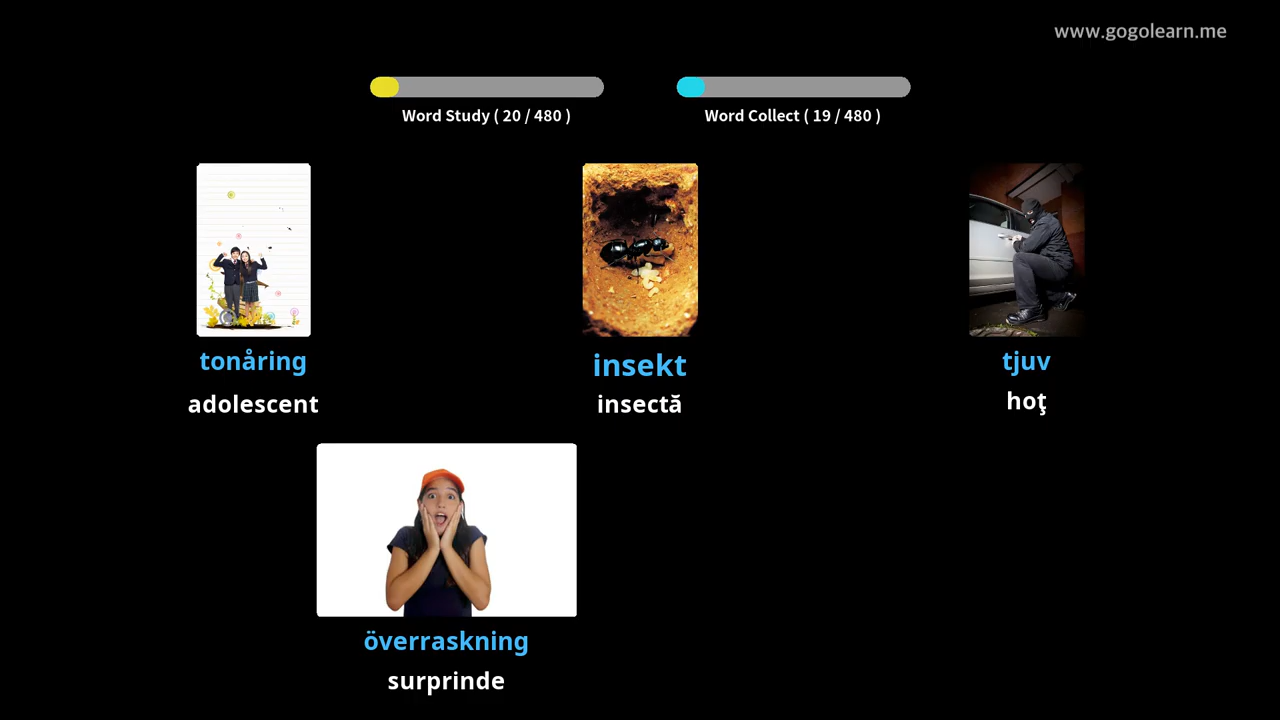 www.gogolearn.me
Word Study ( 20 / 480 )
Word Collect ( 19 / 480 )
tonåring
adolescent
insekt
insectă
tjuv
hoţ
överraskning
surprinde